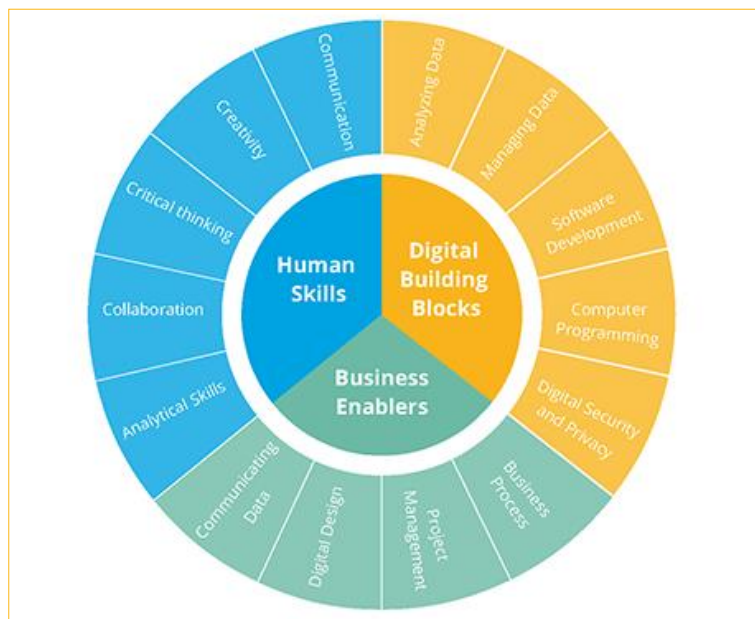 Communication
Analyzing Data
Managing Data
Software
Development
Computer
Programming
Digital Security
and Privacy
Business
Process
Project
Management
Digital Design
Communicating
Data
Analytical Skills
Collaboration
Critical thinking
Creativity
Human
Skills
Digital
Building
Blocks
Business
Enablers